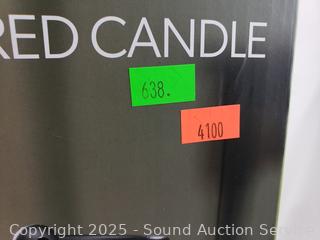 RED CANDLE
638.
4100
Copyright 2025 - Sound Auction Service